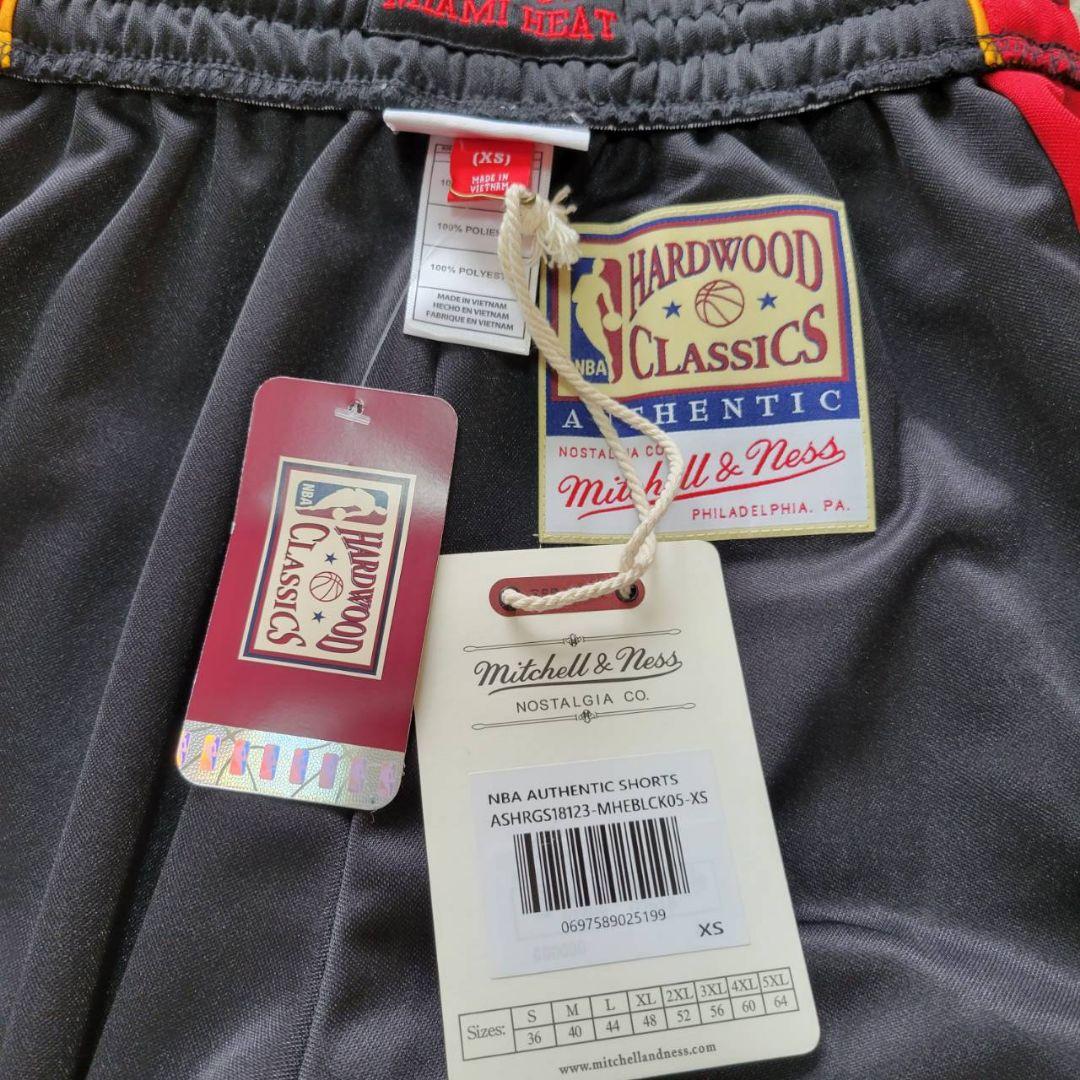 MIAMI HEAT
(XS)
MADE IN
VIETNAM
100% POLIES
100% POLYEST
MADE IN VIETNAM
HECHO EN VIETNAM
FABRIQUE EN VIETNAM
HARDWOOD
CLASSICS
NBA
AUTHENTIC
NOSTALGIA CO.
Mitchell & Ness
PHILADELPHIA, PA.
NBA
HARDWOOD
CLASSICS
Mitchell & Ness
NOSTALGIA CO.
NBA AUTHENTIC SHORTS
ASHRGS18123-MHEBLCK05-XS
0697589025199
XS
Sizes: S M L XL 2XL 3XL 4XL 5XL
36 40 44 48 52 56 60 64
www.mitchellandness.com